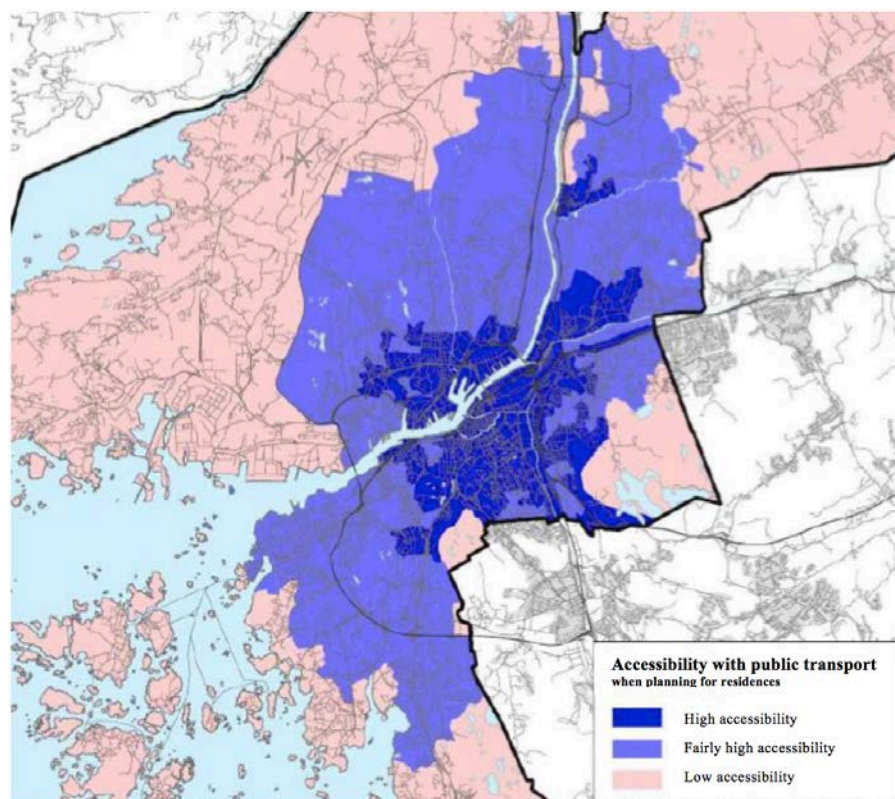 Accessibility with public transport
when planning for residences
High accessibility
Fairly high accessibility
Low accessibility